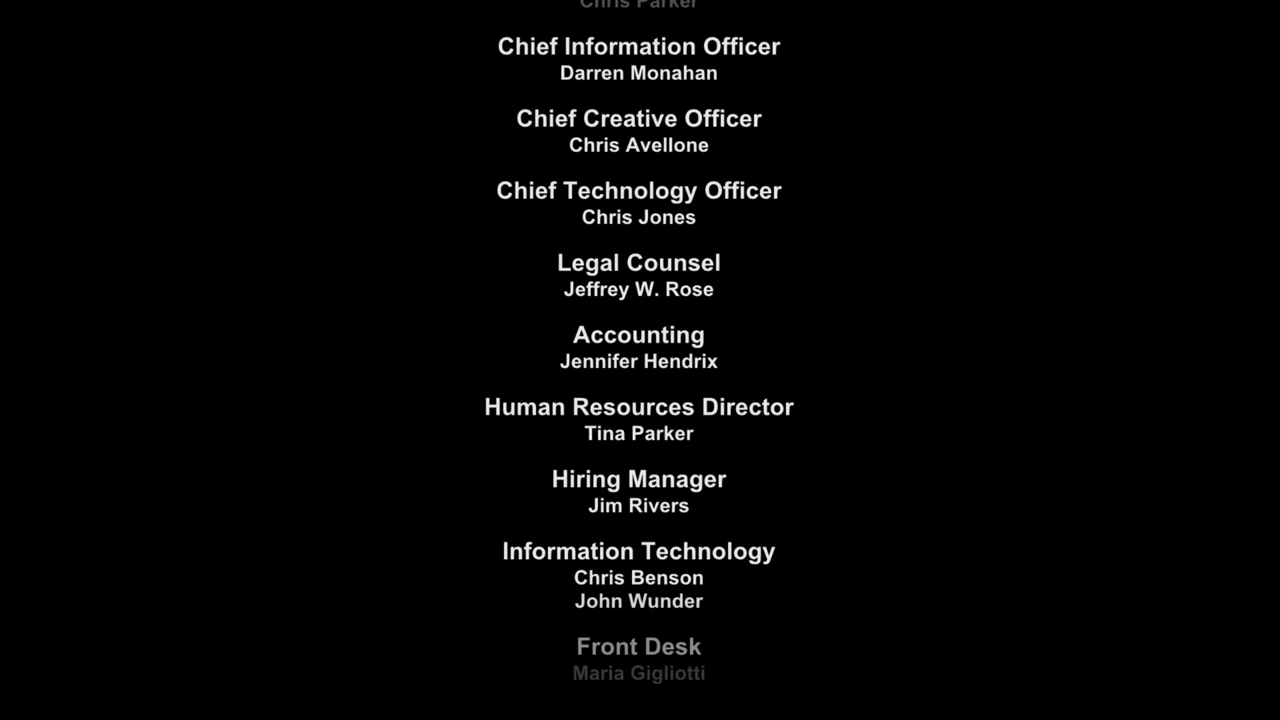 Chris Parker
Chief Information Officer
Darren Monahan
Chief Creative Officer
Chris Avellone
Chief Technology Officer
Chris Jones
Legal Counsel
Jeffrey W. Rose
Accounting
Jennifer Hendrix
Human Resources Director
Tina Parker
Hiring Manager
Jim Rivers
Information Technology
Chris Benson
John Wunder
Front Desk
Maria Gigliotti